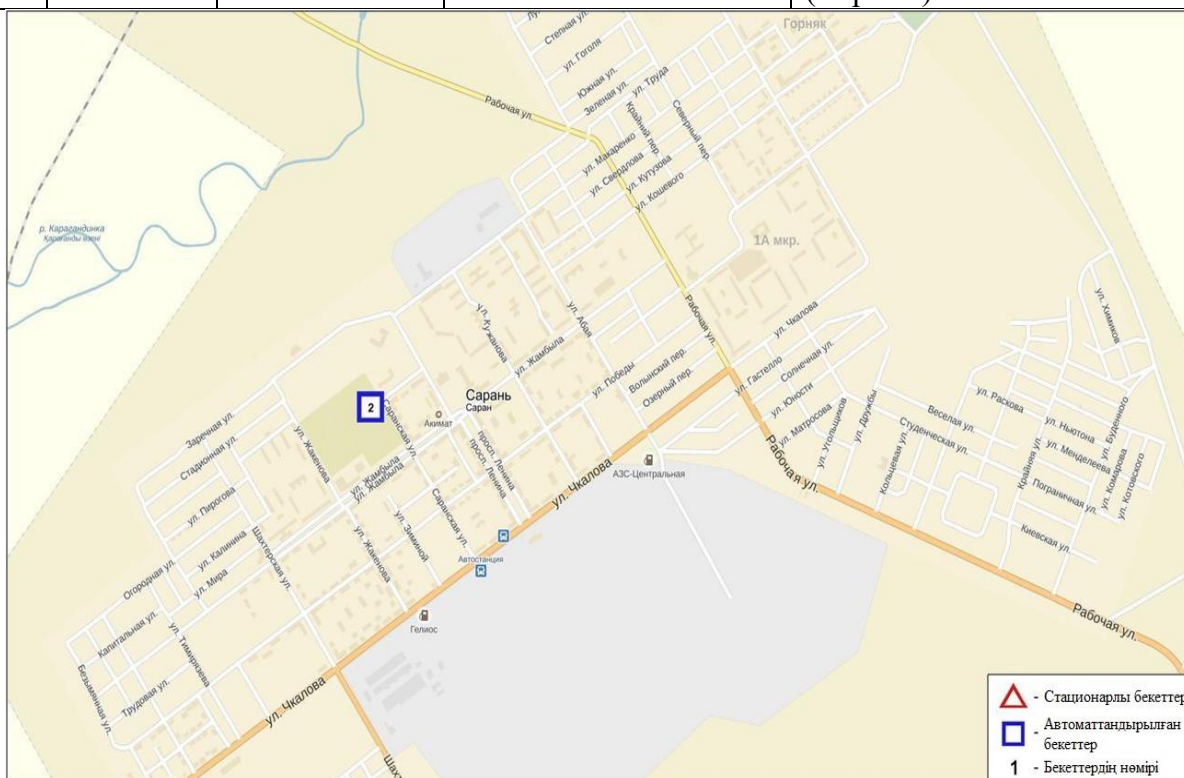 Горняк
Степная ул.
ул. Гоголя
Южная ул.
Зеленая ул.
ул. Труда
Рабочая ул.
Крайний пер.
Северный пер.
ул. Макаренко
ул. Свердлова
ул. Кутузова
ул. Кошевого
р. Карагандинка
Қарағанды өзені
1А мкр.
ул. Химиков
ул. Кужанова
ул. Абая
Рабочая ул.
ул. Чкалова
ул. Жамбыла
ул. Победы
Волынский пер.
Озёрный пер.
ул. Гастелло
Солнечная ул.
ул. Юности
ул. Матросова
ул. Угольщиков
ул. Дружбы
ул. Раскова
Веселая ул.
ул. Ньютона
ул. Буденного
Сарань
Саран
2
Акимат
Саранская ул.
Заречная ул.
Стадионная ул.
ул. Жакенова
Студенческая ул.
Кольцевая ул.
Крайняя ул.
ул. Менделеева
ул. Комарова
ул. Котовского
Пограничная ул.
Киевская ул.
просп. Ленина
просп. Ленина
ул. Жамбыла
ул. Жамбыла
АЗС-Центральная
Рабочая ул.
ул. Чкалова
ул. Пирогова
Саранская ул.
ул. Зиминой
ул. Калинина
Шахтерская ул.
ул. Жакенова
Автостанция
Огородная ул.
ул. Мира
Гелиос
Рабочая ул.
Капитальная ул.
ул. Тимирязева
Безымянная ул.
Трудовая ул.
ул. Чкалова
- Стационарлы бекеттер
- Автоматтандырылған
бекеттер
1 - Бекеттердің нөмірі